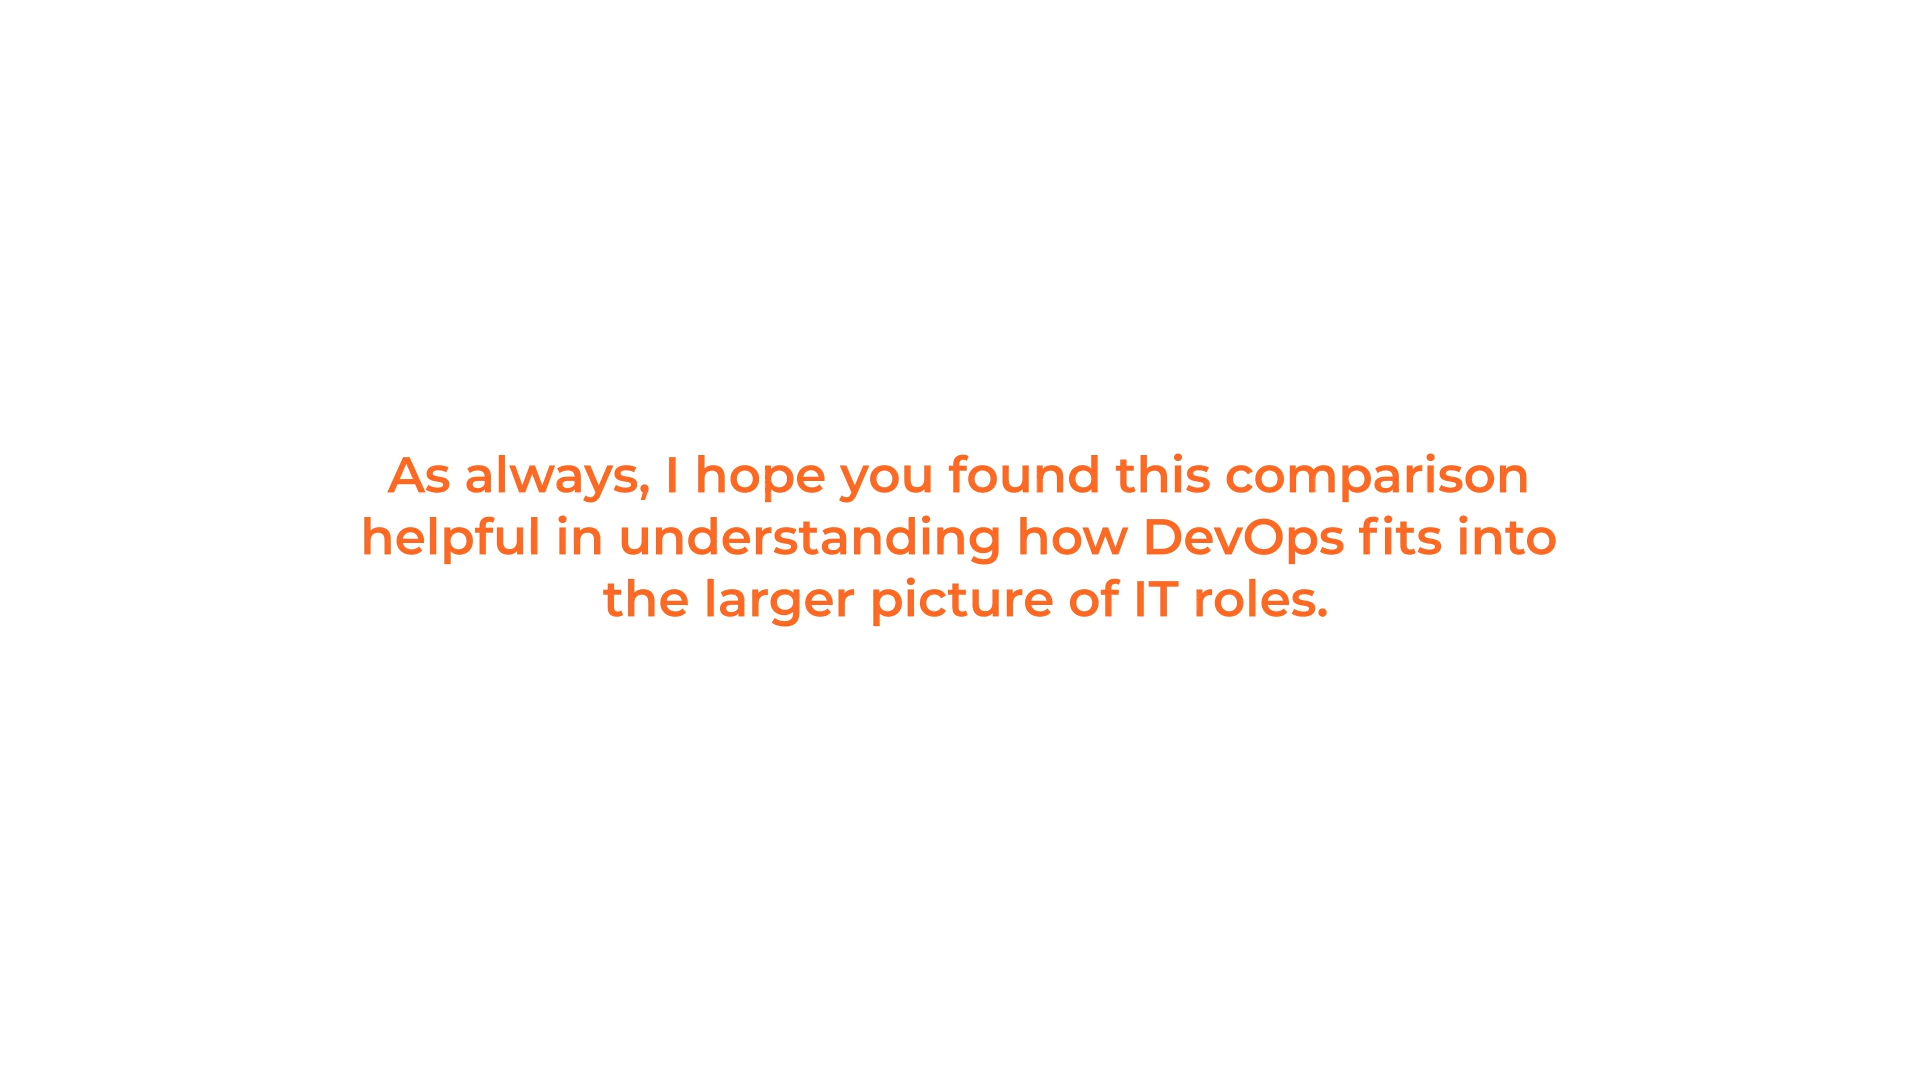 As always, I hope you found this comparison
helpful in understanding how DevOps fits into
the larger picture of IT roles.